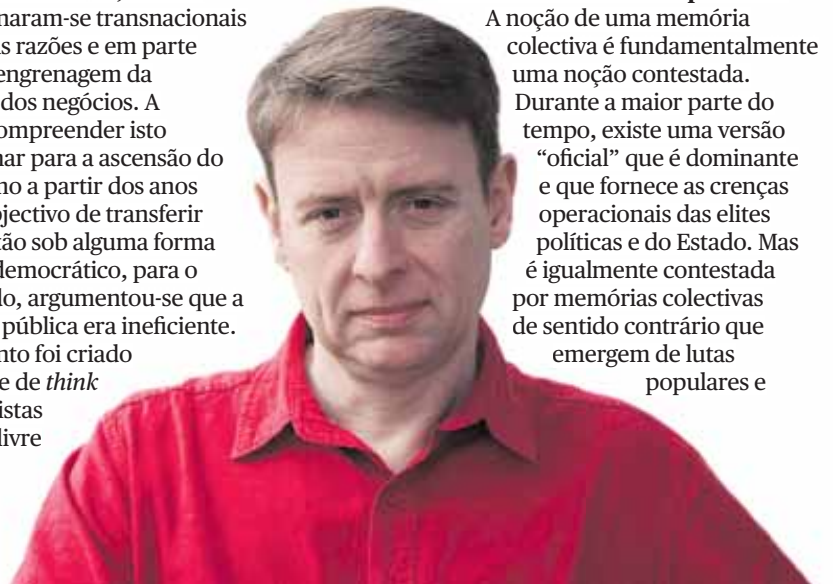 naram-se transnacionais
s razões e em parte
engrenagem da
dos negócios. A
ompreender isto
nar para a ascensão do
no a partir dos anos
jectivo de transferir
tão sob alguma forma
democrático, para o
do, argumentou-se que a
pública era ineficiente.
nto foi criado
e de think
istas
livre
A noção de uma memória
colectiva é fundamentalmente
uma noção contestada.
Durante a maior parte do
tempo, existe uma versão
“oficial” que é dominante
e que fornece as crenças
operacionais das elites
políticas e do Estado. Mas
é igualmente contestada
por memórias colectivas
de sentido contrário que
emergem de lutas
populares e